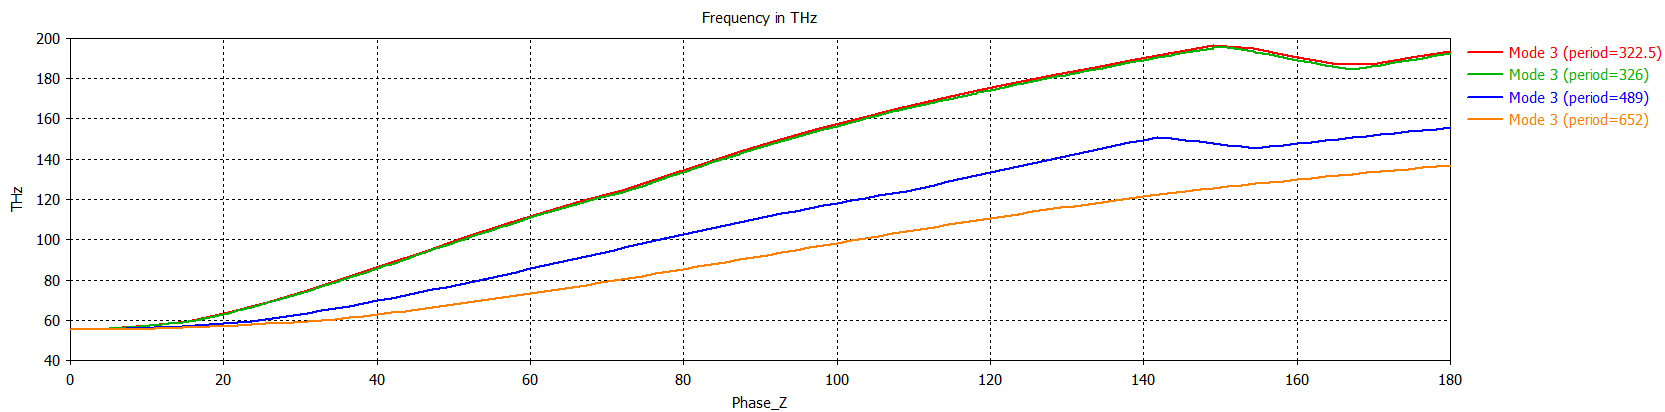 Frequency in THz
200
180
160
140
120
100
80
60
40
THz
0
20
40
60
80
100
120
140
160
180
Phase_Z
Mode 3 (period=322.5)
Mode 3 (period=326)
Mode 3 (period=489)
Mode 3 (period=652)